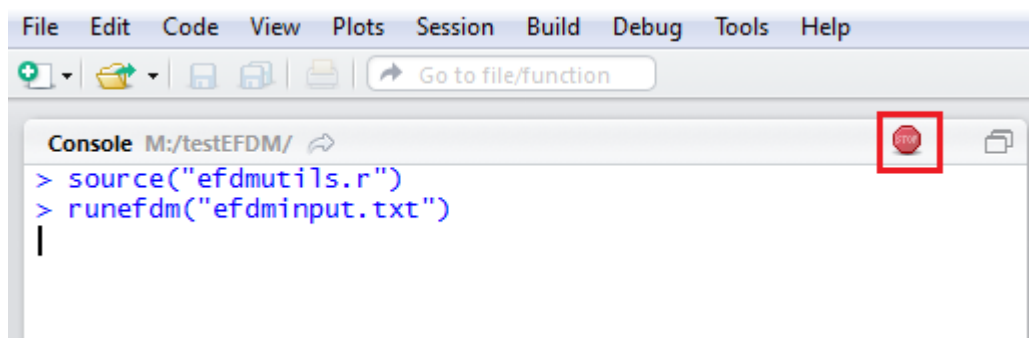 File Edit Code View Plots Session Build Debug Tools Help
Go to file/function
Console M:/testEFDM/
STOP
> source("efdmutils.r")
> runefdm("efdminput.txt")